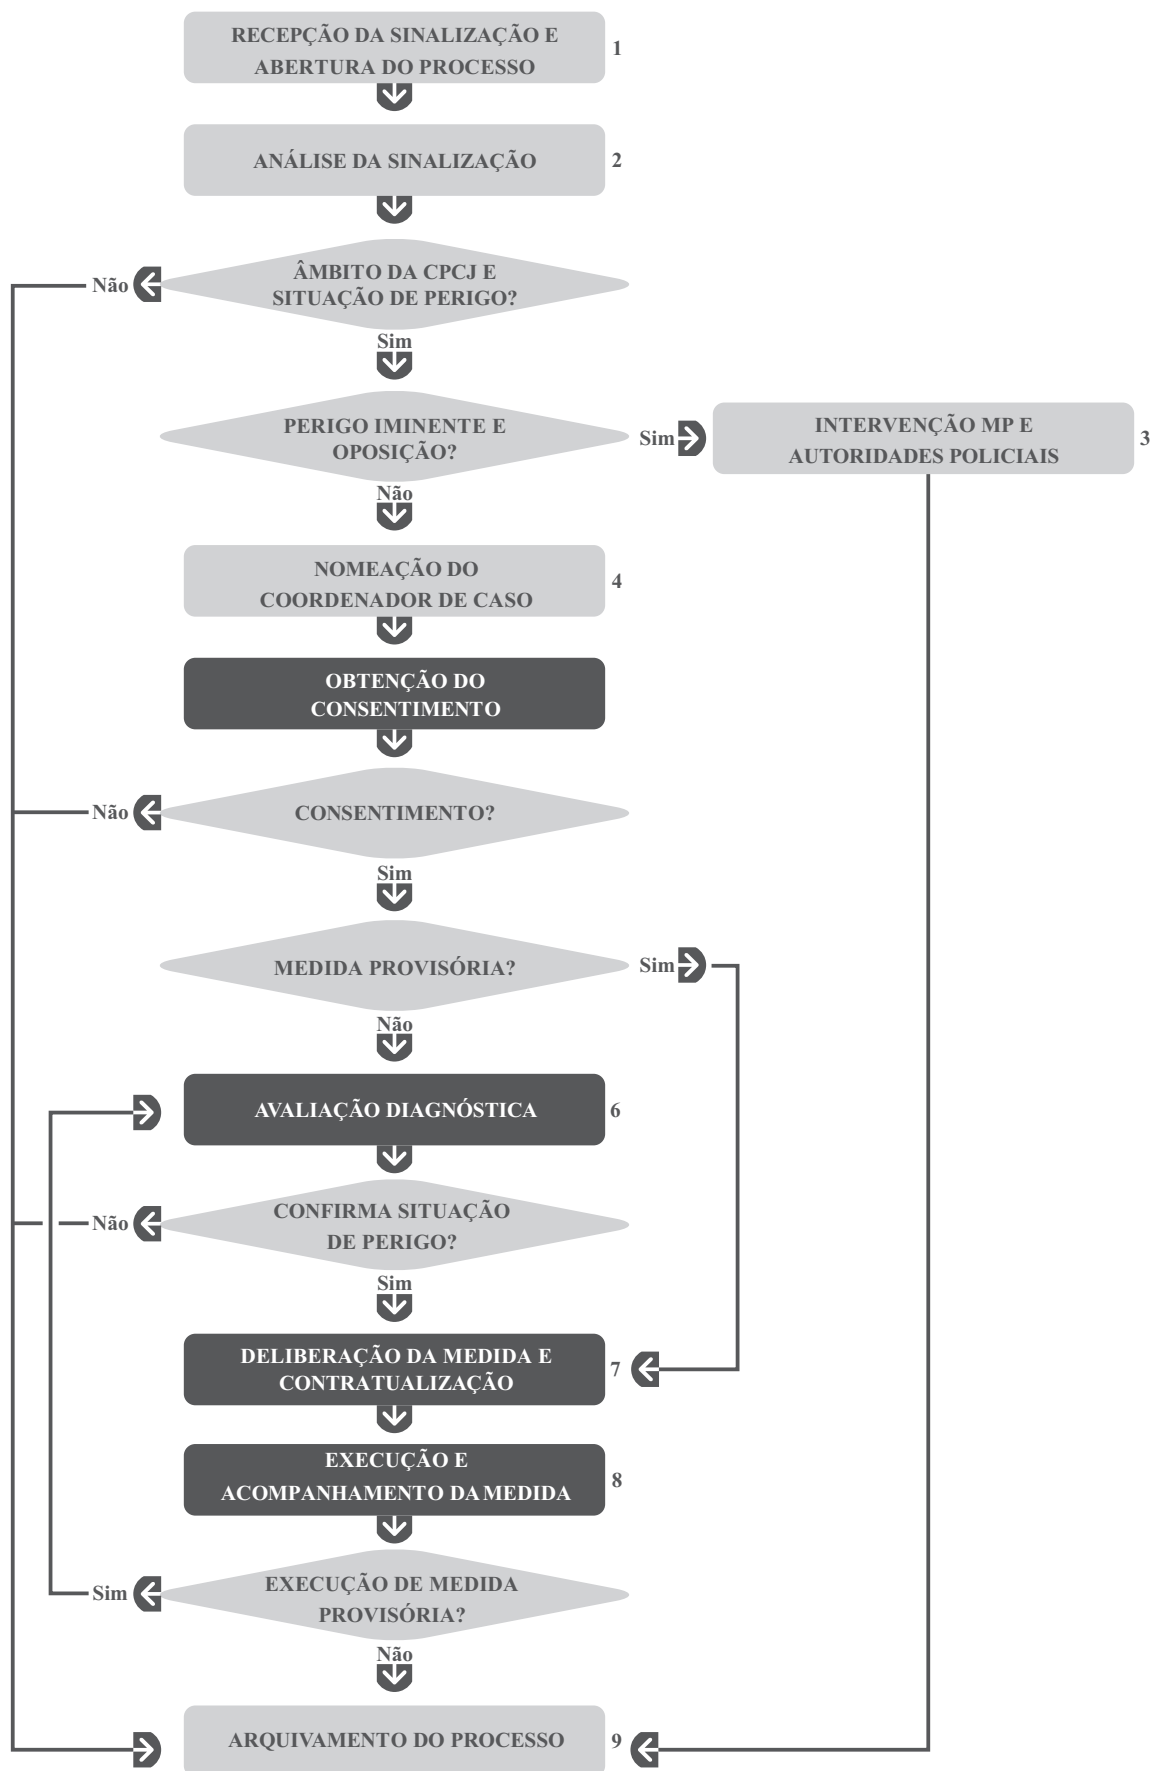 RECEPÇÃO DA SINALIZAÇÃO E
ABERTURA DO PROCESSO
1
ANÁLISE DA SINALIZAÇÃO
2
ÂMBITO DA CPCJ E
SITUAÇÃO DE PERIGO?
Não
Sim
PERIGO IMINENTE E
OPOSIÇÃO?
Sim
INTERVENÇÃO MP E
AUTORIDADES POLICIAIS
3
Não
NOMEAÇÃO DO
COORDENADOR DE CASO
4
OBTENÇÃO DO
CONSENTIMENTO
Não
CONSENTIMENTO?
Sim
MEDIDA PROVISÓRIA?
Sim
Não
AVALIAÇÃO DIAGNÓSTICA
6
Não
CONFIRMA SITUAÇÃO
DE PERIGO?
Sim
DELIBERAÇÃO DA MEDIDA E
CONTRATUALIZAÇÃO
7
EXECUÇÃO E
ACOMPANHAMENTO DA MEDIDA
8
Sim
EXECUÇÃO DE MEDIDA
PROVISÓRIA?
Não
ARQUIVAMENTO DO PROCESSO
9